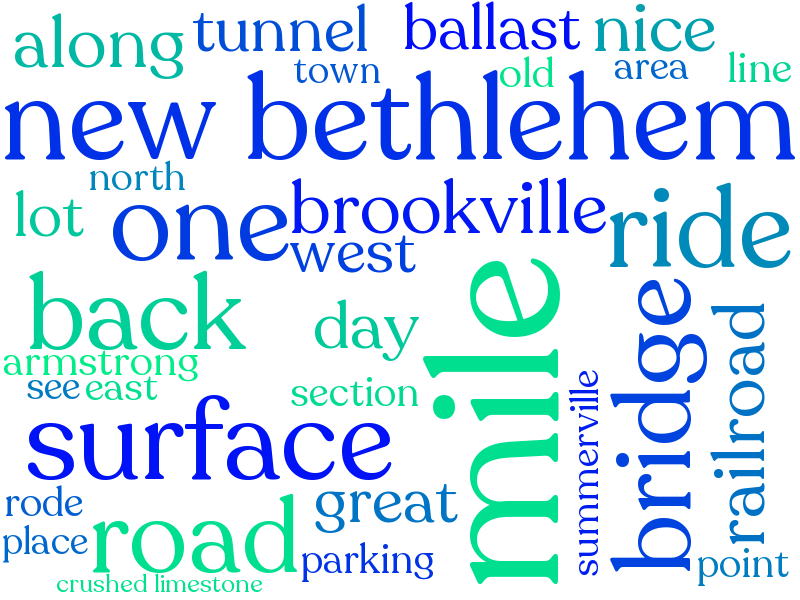 along tunnel ballast nice
town old area line
new bethlehem
north
lot one brookville ride
west
back day mile
armstrong
see east section
surface summerville bridge railroad
rode great
place road parking point
crushed limestone